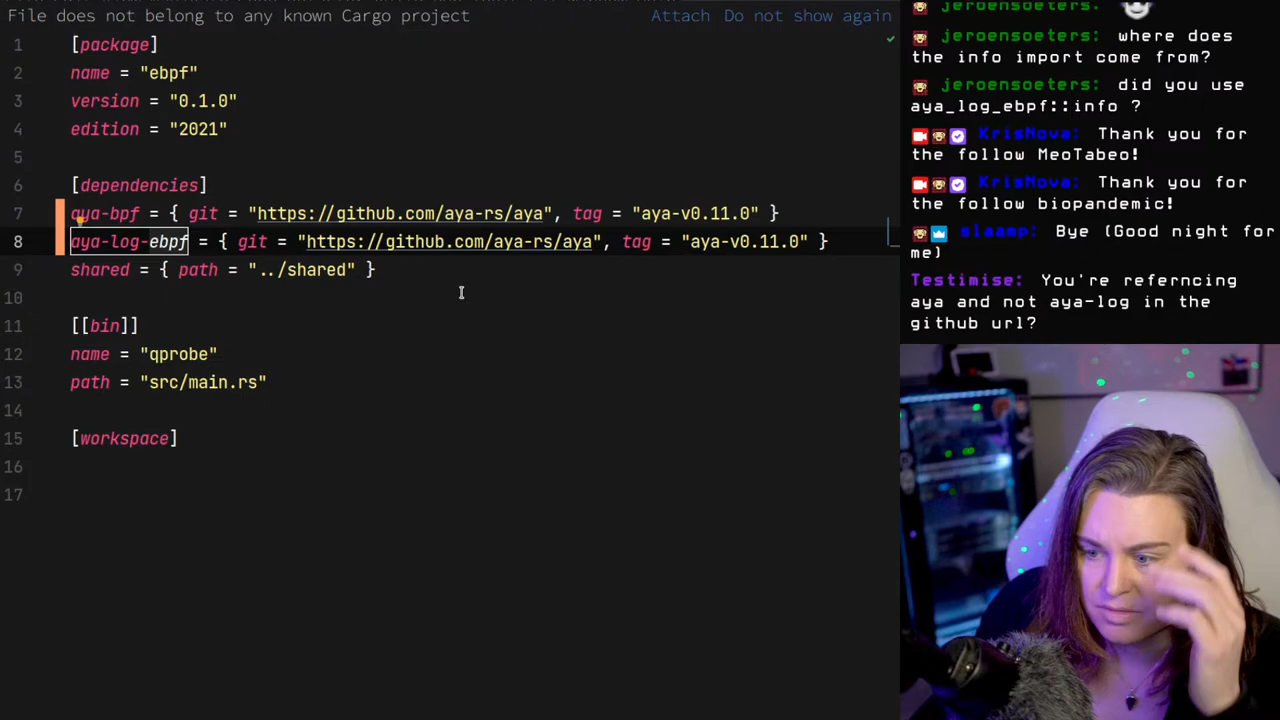 File does not belong to any known Cargo project
Attach Do not show again
1 [package]
2 name = "ebpf"
3 version = "0.1.0"
4 edition = "2021"
5
6 [dependencies]
7 aya-bpf = { git = "https://github.com/aya-rs/aya", tag = "aya-v0.11.0" }
8 aya-log-ebpf = { git = "https://github.com/aya-rs/aya", tag = "aya-v0.11.0" }
9 shared = { path = "../shared" }
10
11 [[bin]]
12 name = "qprobe"
13 path = "src/main.rs"
14
15 [workspace]
16
17
jeroensoeters:
jeroensoeters: where does
the info import come from?
jeroensoeters: did you use
aya_log_ebpf::info ?
KrisNova: Thank you for
the follow MeoTabeo!
KrisNova: Thank you for
the follow biopandemic!
slaamp: Bye (Good night for
me)
Testimise: You're referncing
aya and not aya-log in the
github url?